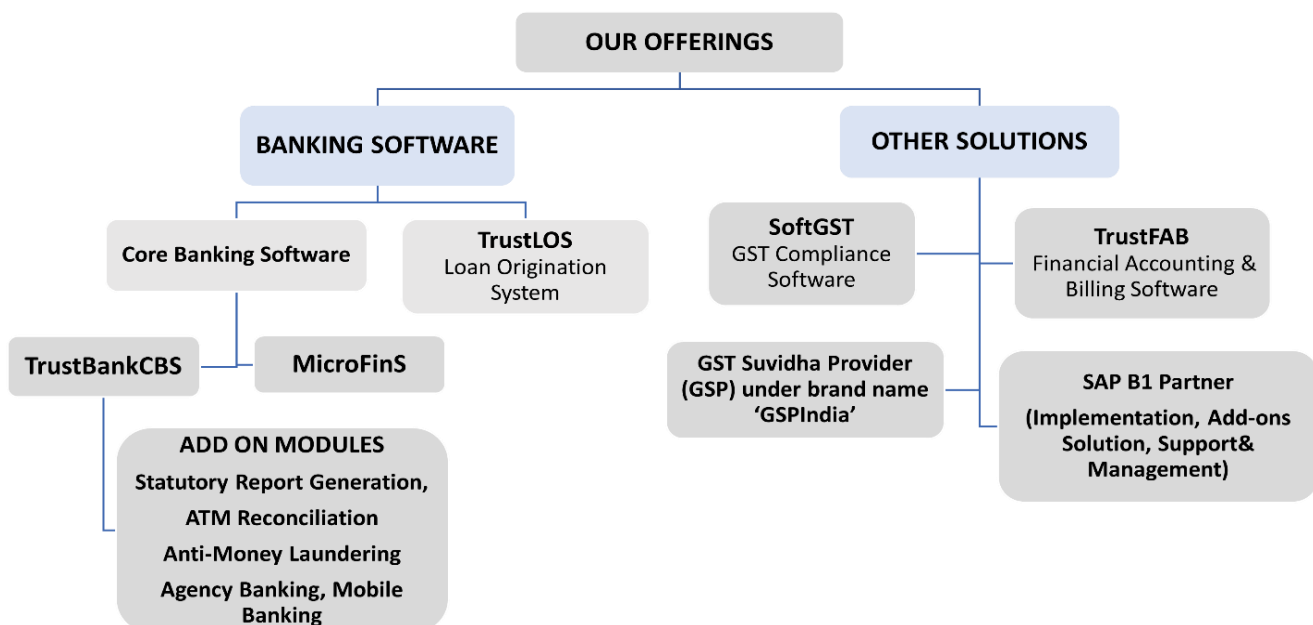 OUR OFFERINGS
BANKING SOFTWARE
OTHER SOLUTIONS
Core Banking Software
TrustLOS
Loan Origination
System
SoftGST
GST Compliance
Software
TrustFAB
Financial Accounting &
Billing Software
TrustBankCBS
MicroFinS
GST Suvidha Provider
(GSP) under brand name
‘GSPIndia’
SAP B1 Partner
(Implementation, Add-ons
Solution, Support&
Management)
ADD ON MODULES
Statutory Report Generation,
ATM Reconciliation
Anti-Money Laundering
Agency Banking, Mobile
Banking